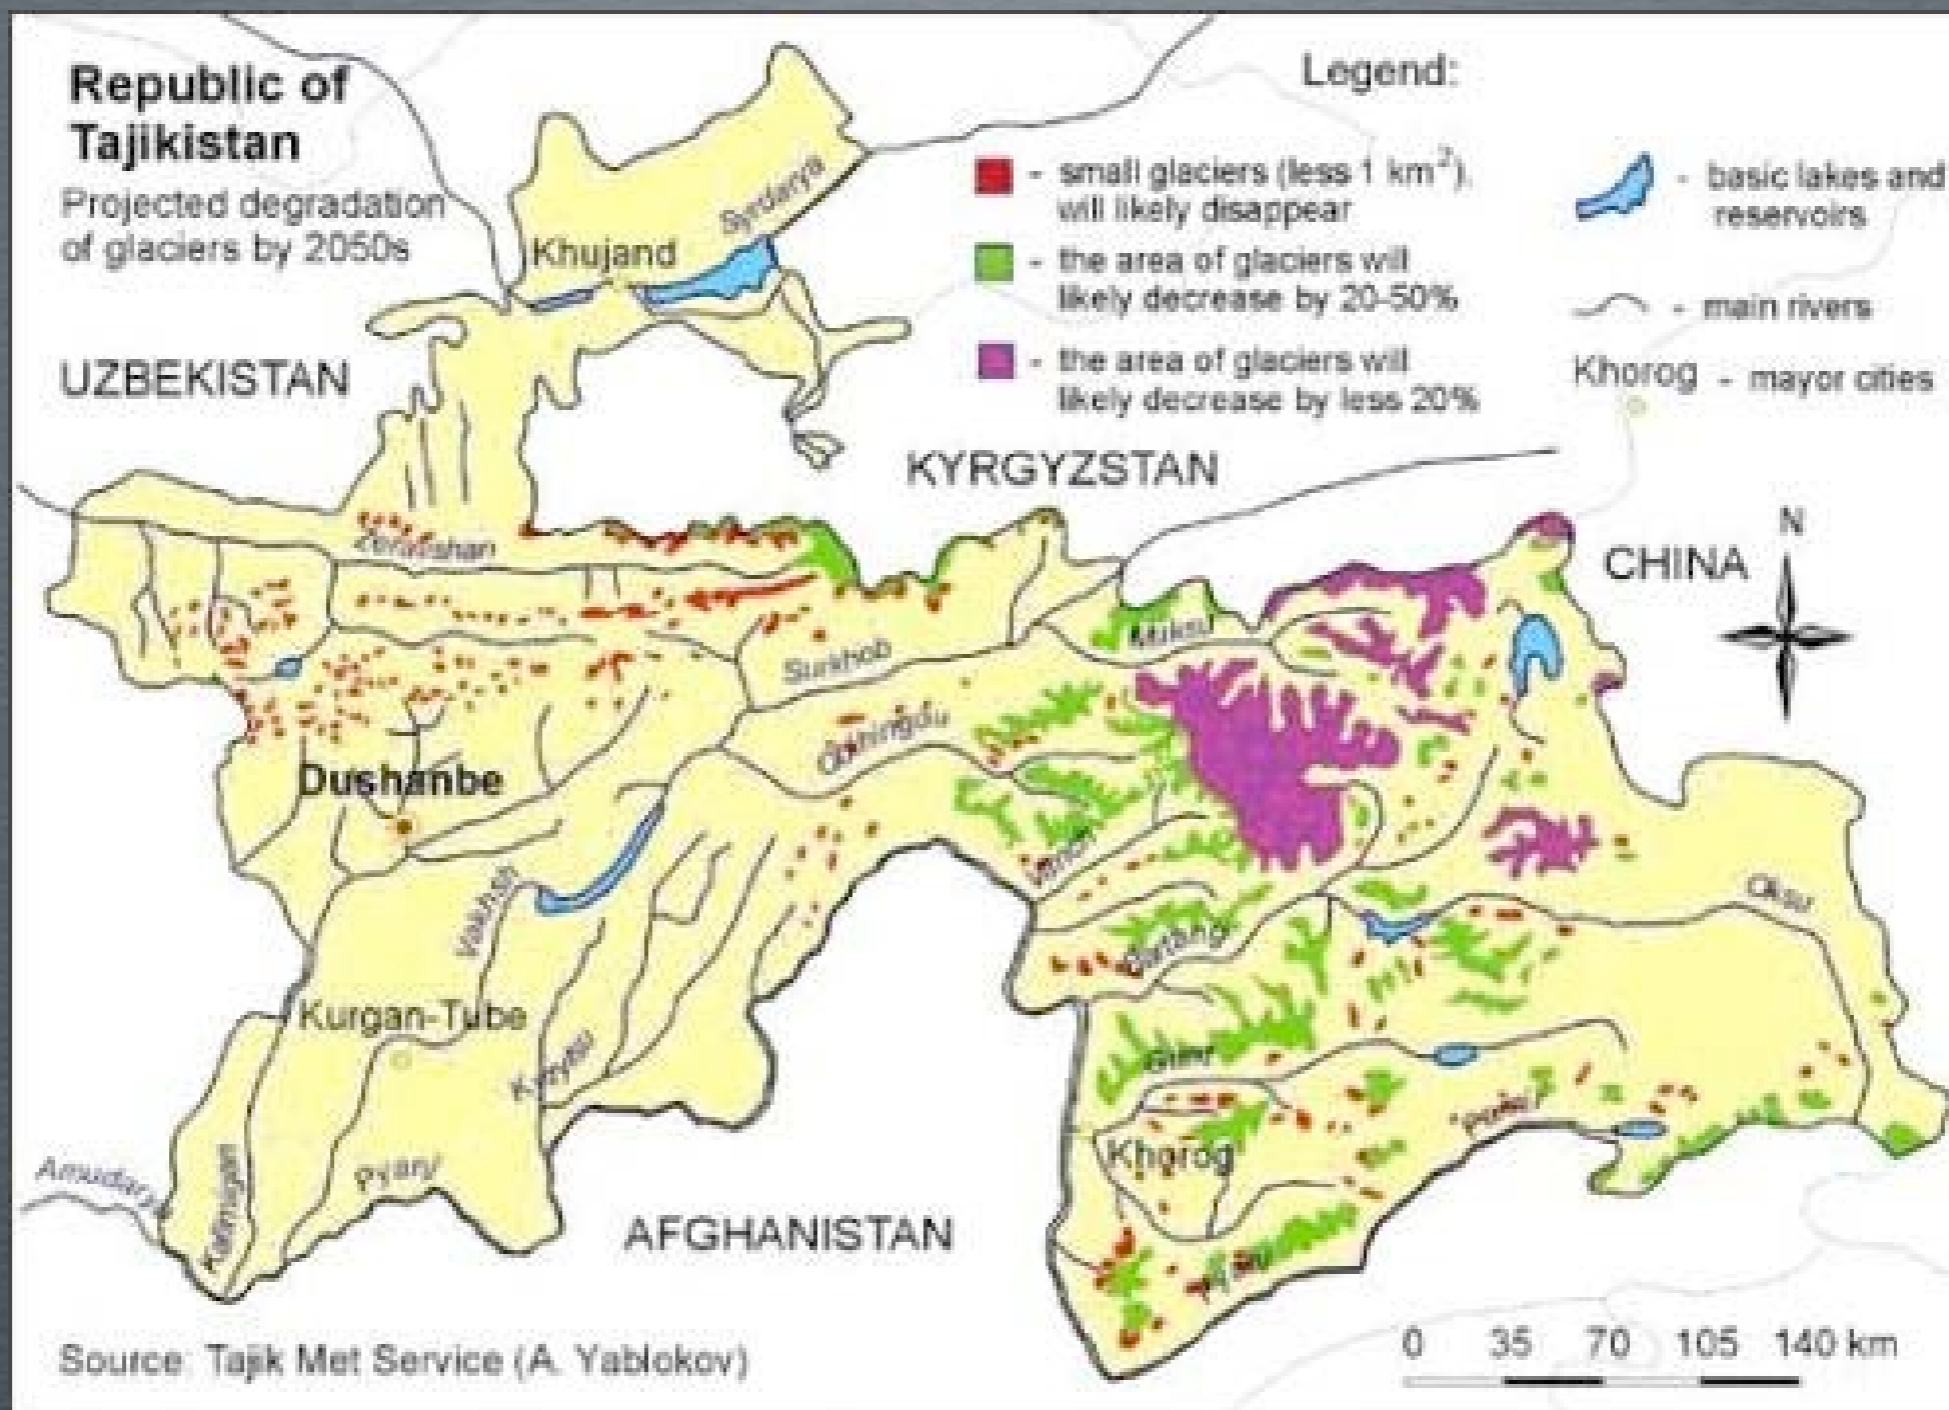 Republic of
Tajikistan
Projected degradation
of glaciers by 2050s
Legend:
- small glaciers (less 1 km²),
will likely disappear
- the area of glaciers will
likely decrease by 20-50%
- the area of glaciers will
likely decrease by less 20%
- basic lakes and
reservoirs
- main rivers
Khorog - mayor cities
Syrdarya
Khujand
UZBEKISTAN
KYRGYZSTAN
CHINA
N
Zeravshan
Muksu
Surkhob
Obihingou
Dushanbe
Vanch
Vakhsh
Oksu
Bartang
Kurgan-Tube
Kyzylsu
Gunt
Pamir
Khorog
Amudarya
Kafirnigan
Pyanj
AFGHANISTAN
Source: Tajik Met Service (A. Yablokov)
0 35 70 105 140 km